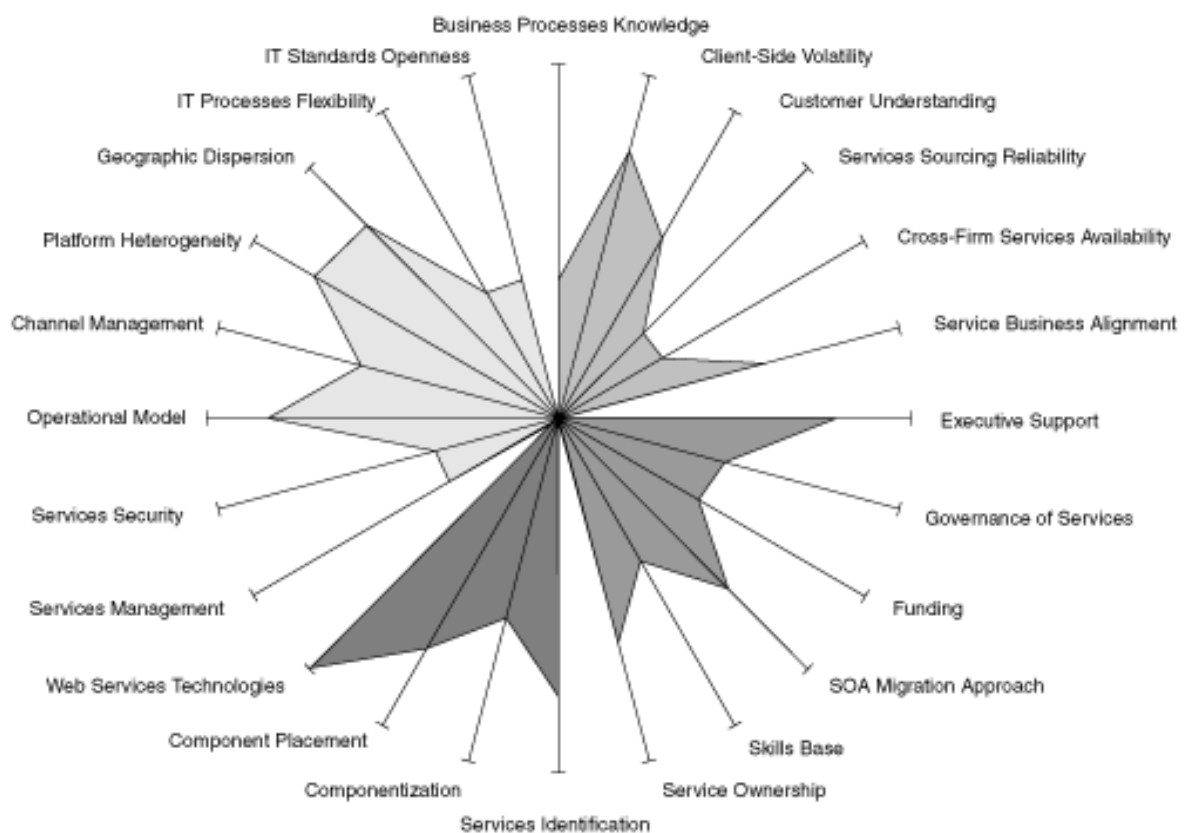 Business Processes Knowledge
IT Standards Openness
Client-Side Volatility
IT Processes Flexibility
Customer Understanding
Geographic Dispersion
Services Sourcing Reliability
Platform Heterogeneity
Cross-Firm Services Availability
Channel Management
Service Business Alignment
Operational Model
Executive Support
Services Security
Governance of Services
Services Management
Funding
Web Services Technologies
SOA Migration Approach
Component Placement
Skills Base
Componentization
Service Ownership
Services Identification